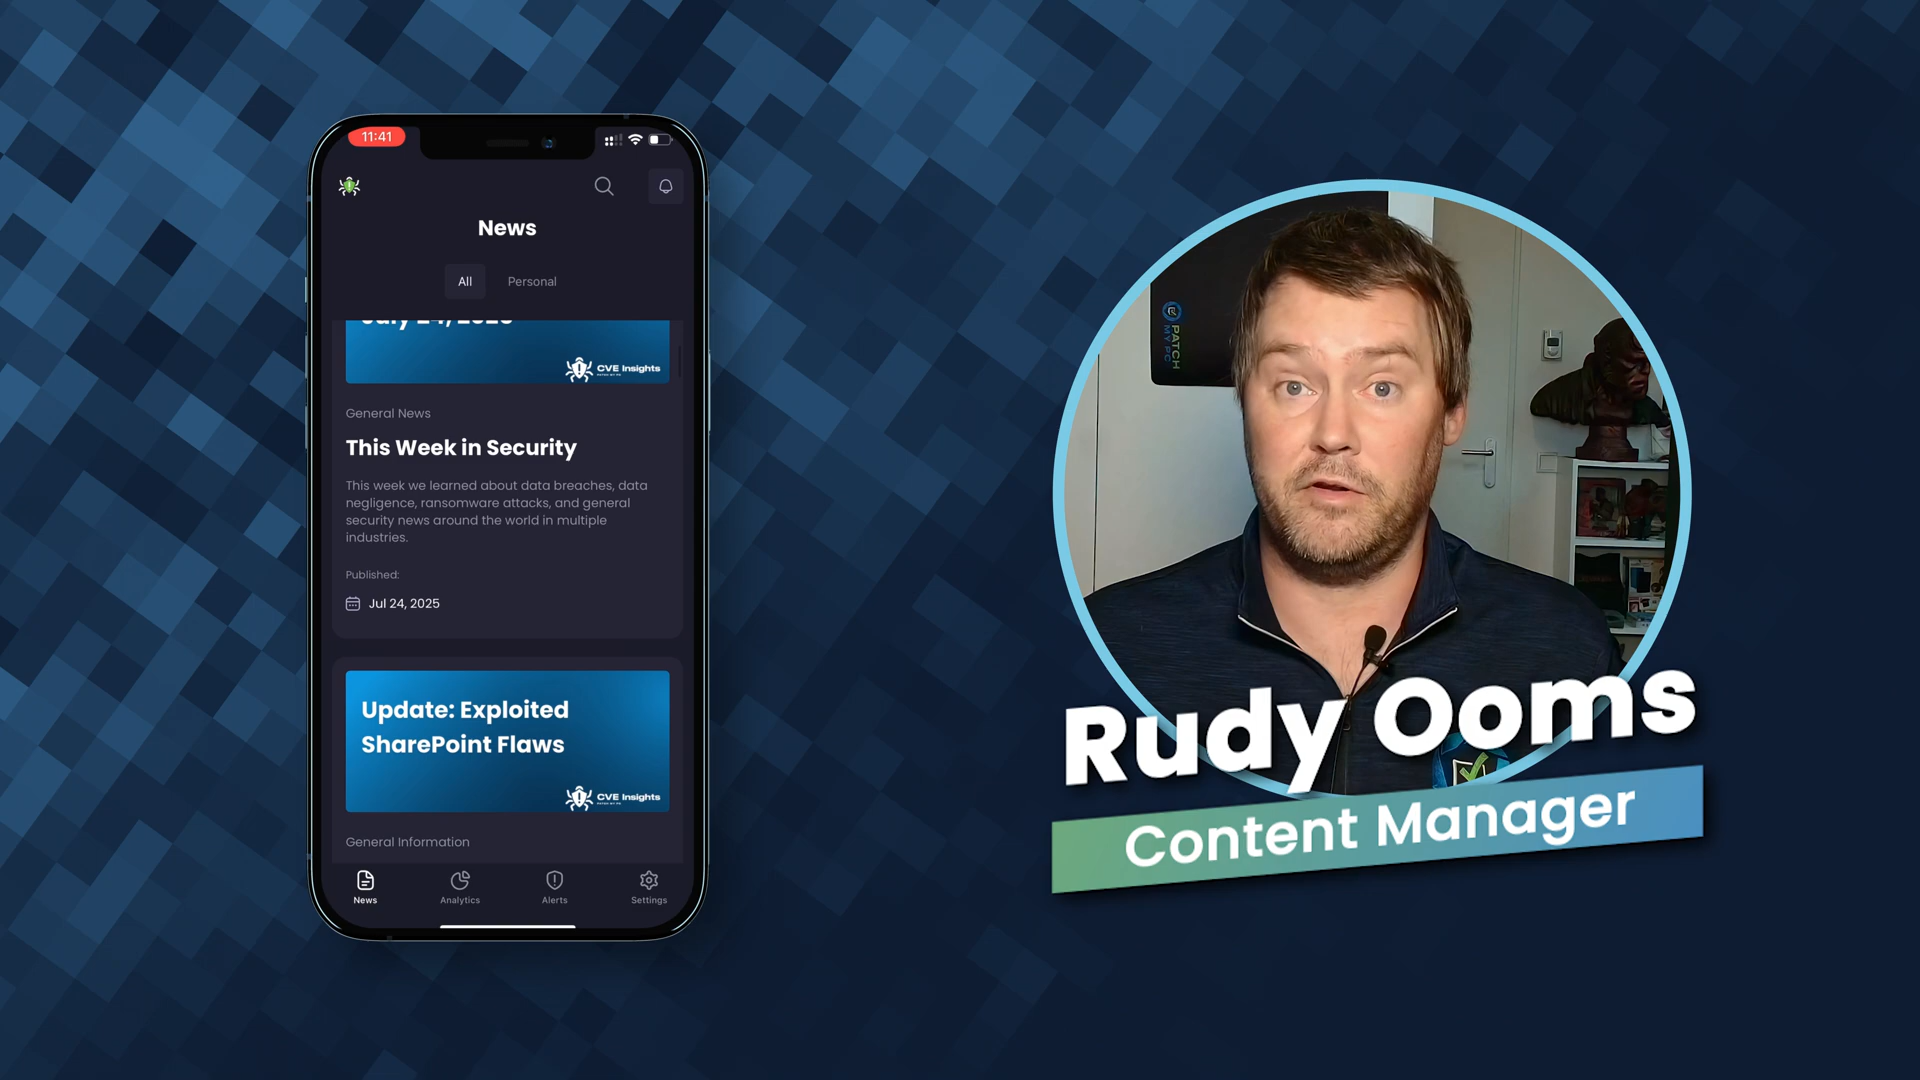 11:41
News
All
Personal
July 24, 2025
CVE Insights
General News
This Week in Security
This week we learned about data breaches, data
negligence, ransomware attacks, and general
security news around the world in multiple
industries.
Published:
Jul 24, 2025
Update: Exploited
SharePoint Flaws
CVE Insights
General Information
News
Analytics
Alerts
Settings
PATCH
MY PC
Rudy Ooms
Content Manager